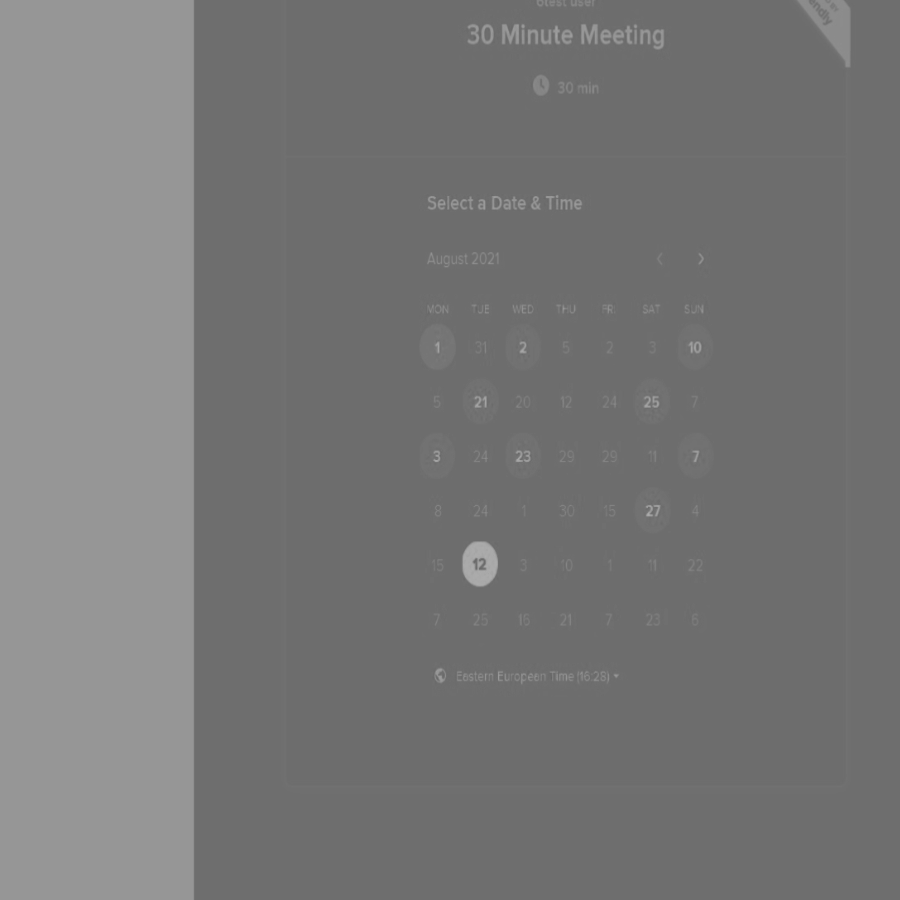 6test user
30 Minute Meeting
30 min
Select a Date & Time
August 2021
MON TUE WED THU FRI SAT SUN
1 31 2 5 2 3 10
5 21 20 12 24 25 7
3 24 23 29 29 11 7
8 24 1 30 15 27 4
15 12 3 10 1 11 22
7 25 16 21 7 23 6
Eastern European Time (16:28)